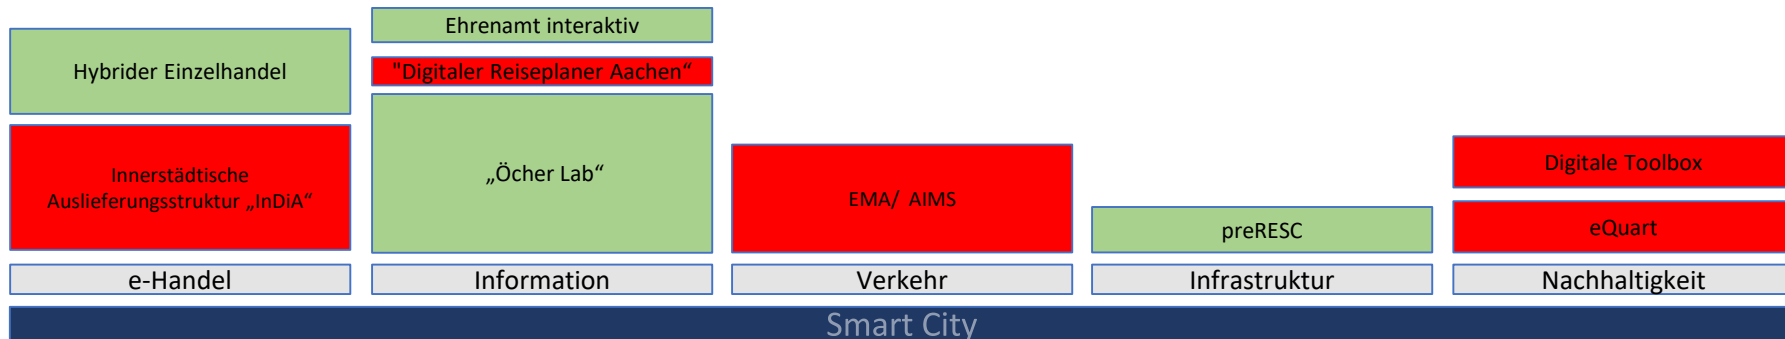 Ehrenamt interaktiv
Hybrider Einzelhandel
"Digitaler Reiseplaner Aachen“
Innerstädtische
Auslieferungsstruktur „InDiA“
„Öcher Lab“
EMA/ AIMS
preRESC
Digitale Toolbox
eQuart
e-Handel
Information
Verkehr
Infrastruktur
Nachhaltigkeit
Smart City